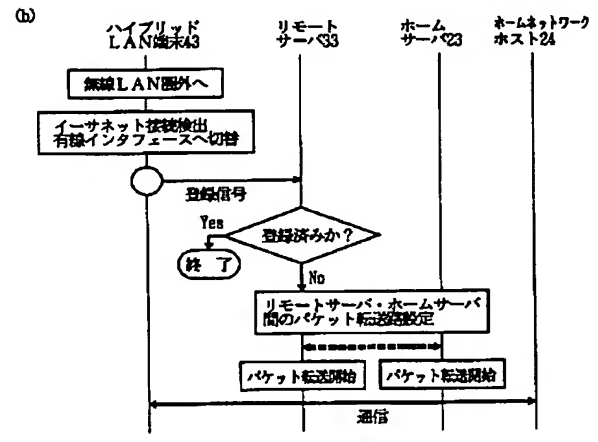 (b)
ハイブリッド
LAN端末43
リモート
サーバ33
ホーム
サーバ23
ホームネットワーク
ホスト24
無線LAN圏外へ
イーサネット接続検出
有線インタフェースへ切替
登録信号
Yes
登録済みか?
終 了
No
リモートサーバ・ホームサーバ
間のパケット転送路設定
パケット転送開始
パケット転送開始
通信